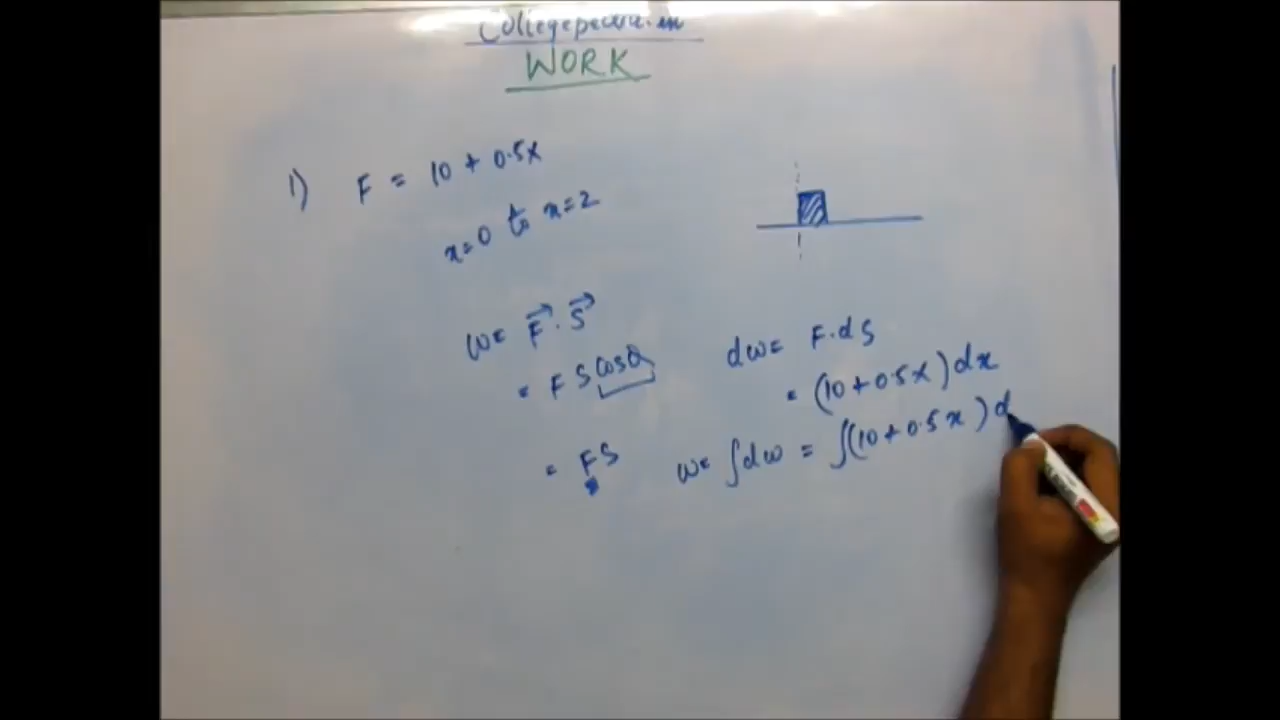 WORK
1) F = 10 + 0.5x
x=0 to x=2
W= F⃗ . S⃗
= F S cosθ
= FS
dw= F.ds
= (10+0.5x) dx
w= ∫dw = ∫(10+0.5x) d